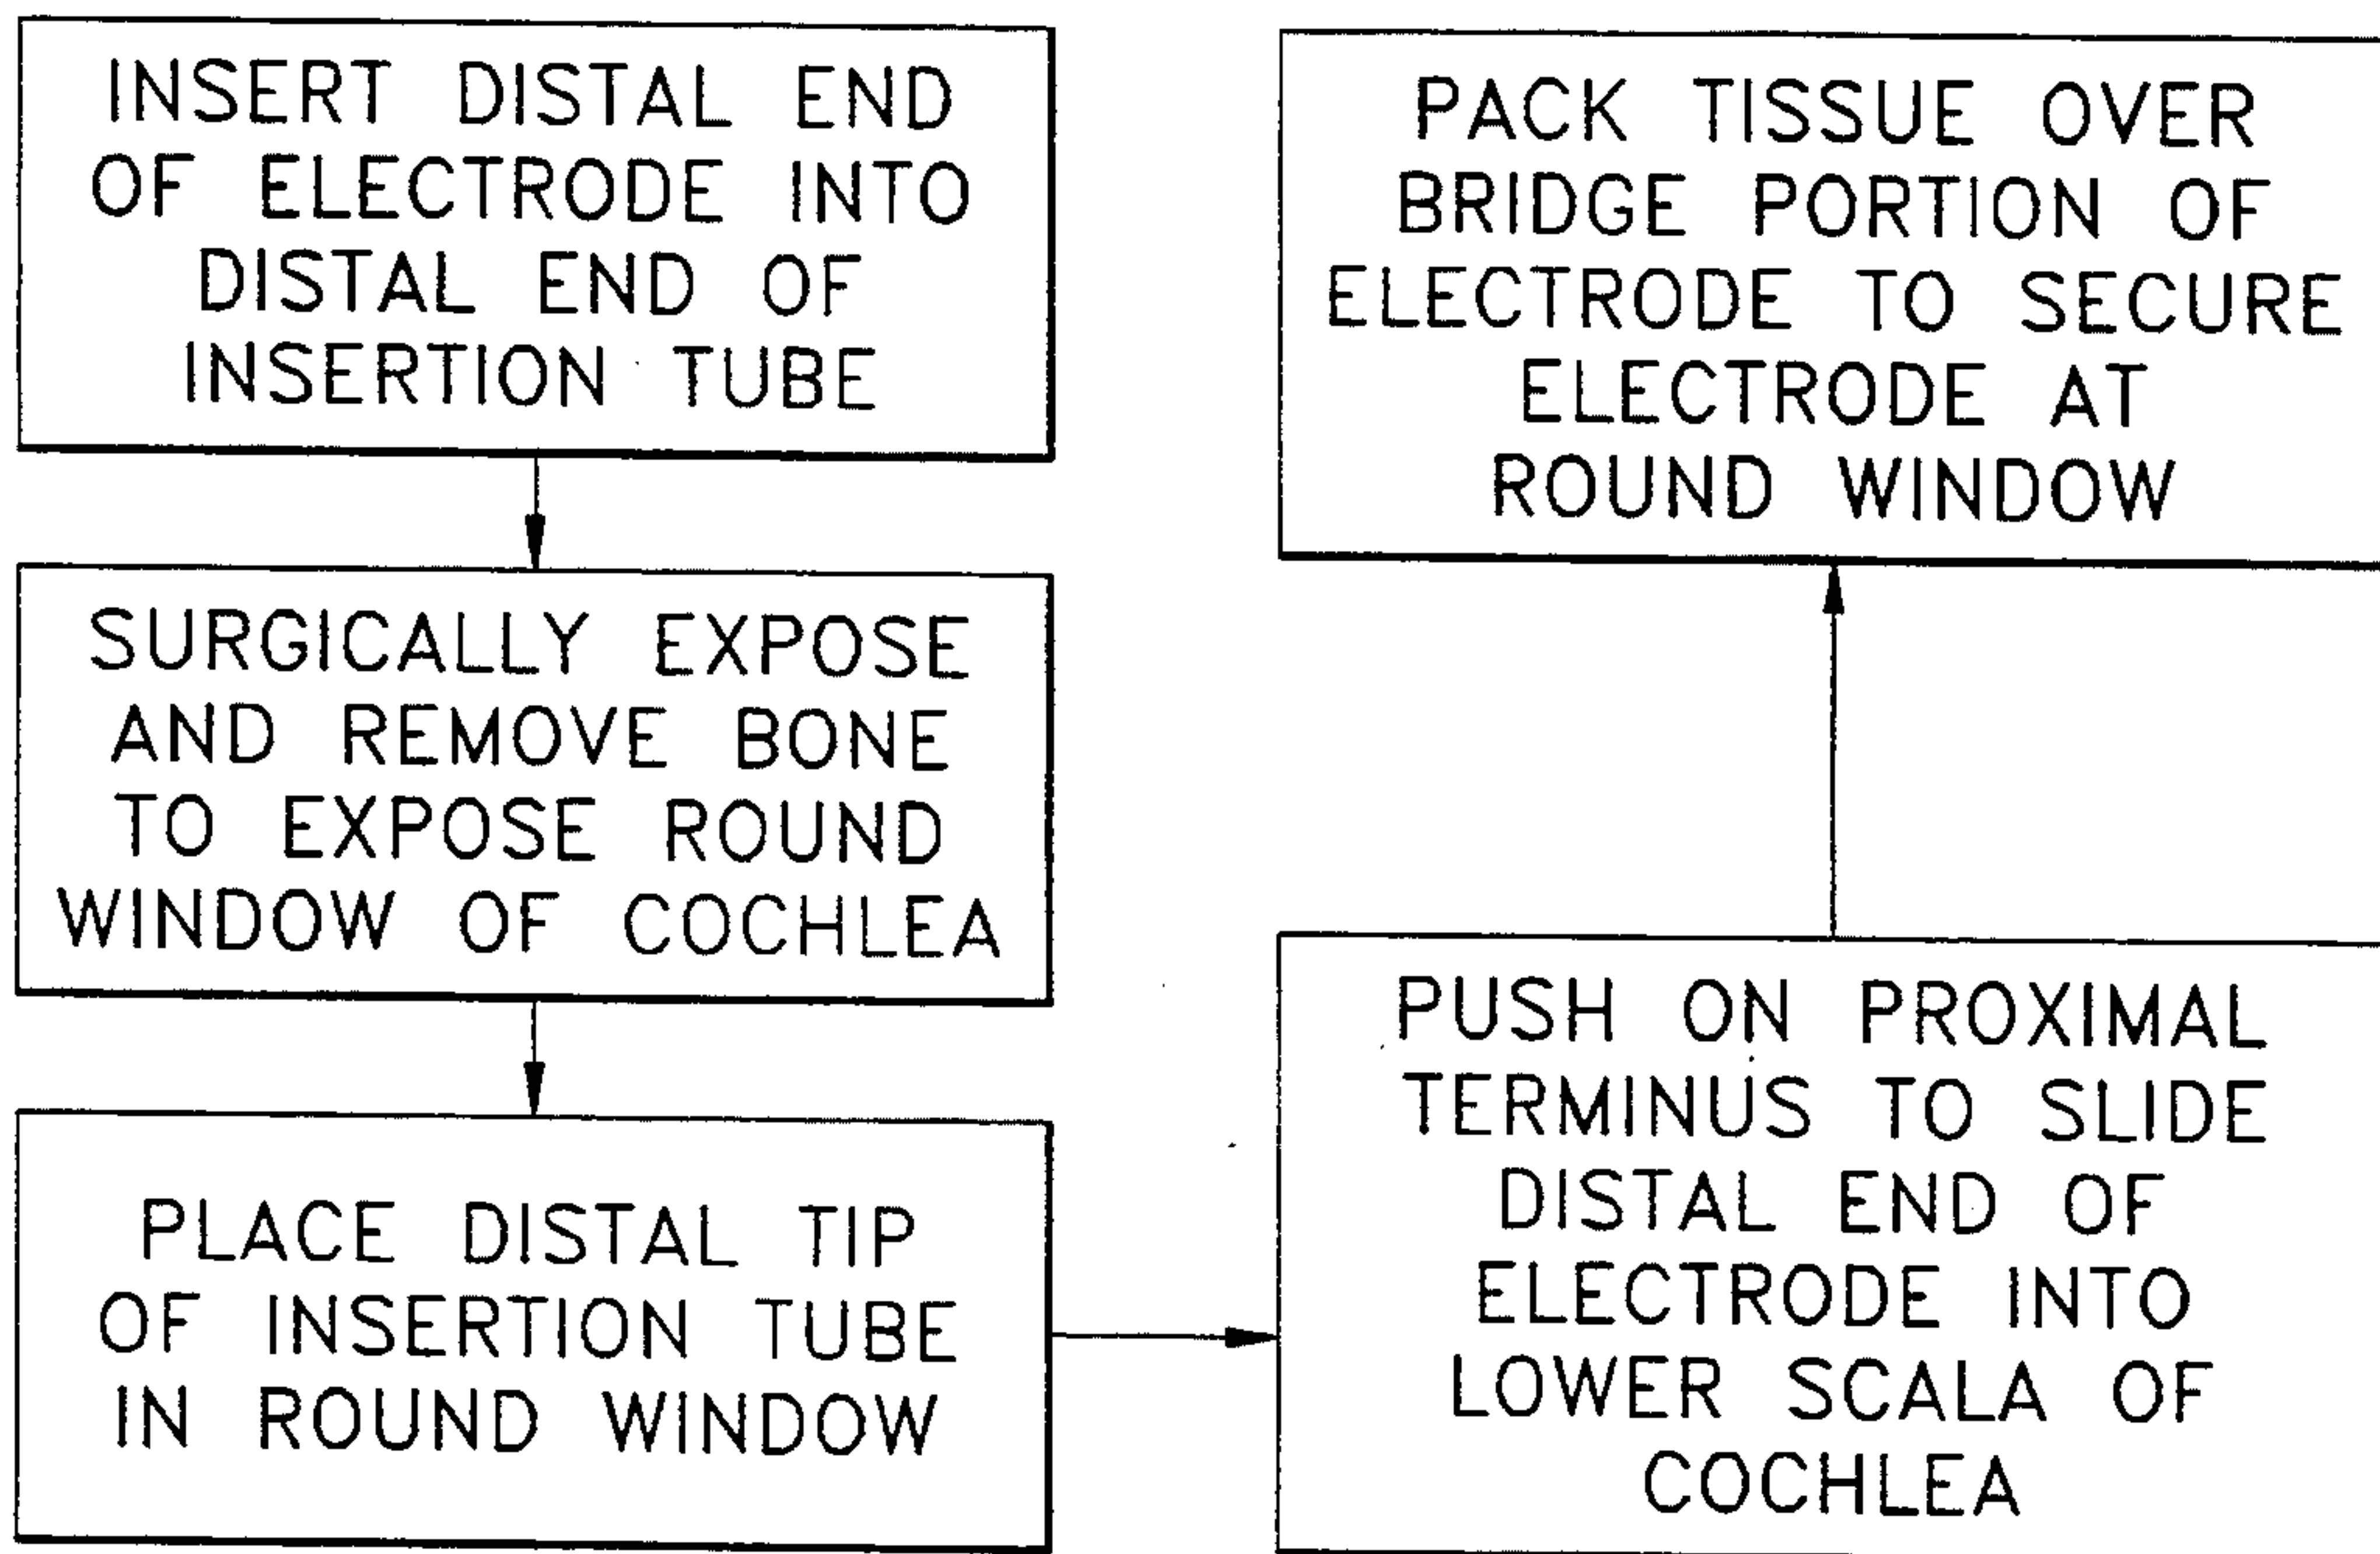 INSERT DISTAL END
OF ELECTRODE INTO
DISTAL END OF
INSERTION TUBE
SURGICALLY EXPOSE
AND REMOVE BONE
TO EXPOSE ROUND
WINDOW OF COCHLEA
PLACE DISTAL TIP
OF INSERTION TUBE
IN ROUND WINDOW
PUSH ON PROXIMAL
TERMINUS TO SLIDE
DISTAL END OF
ELECTRODE INTO
LOWER SCALA OF
COCHLEA
PACK TISSUE OVER
BRIDGE PORTION OF
ELECTRODE TO SECURE
ELECTRODE AT
ROUND WINDOW